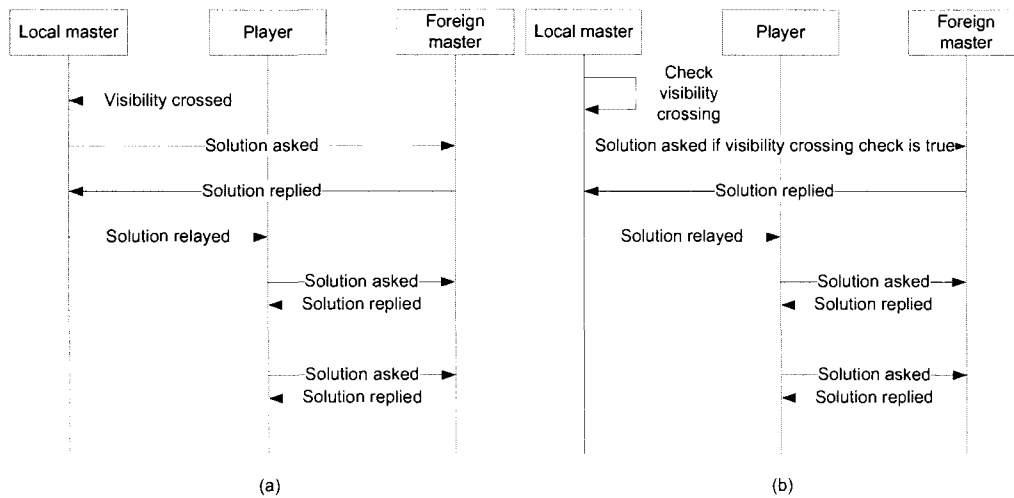 Local master
Player
Foreign
master
Visibility crossed
Solution asked
Solution replied
Solution relayed
Solution asked
Solution replied
Solution asked
Solution replied
(a)
Local master
Player
Foreign
master
Check
visibility
crossing
Solution asked if visibility crossing check is true
Solution replied
Solution relayed
Solution asked
Solution replied
Solution asked
Solution replied
(b)